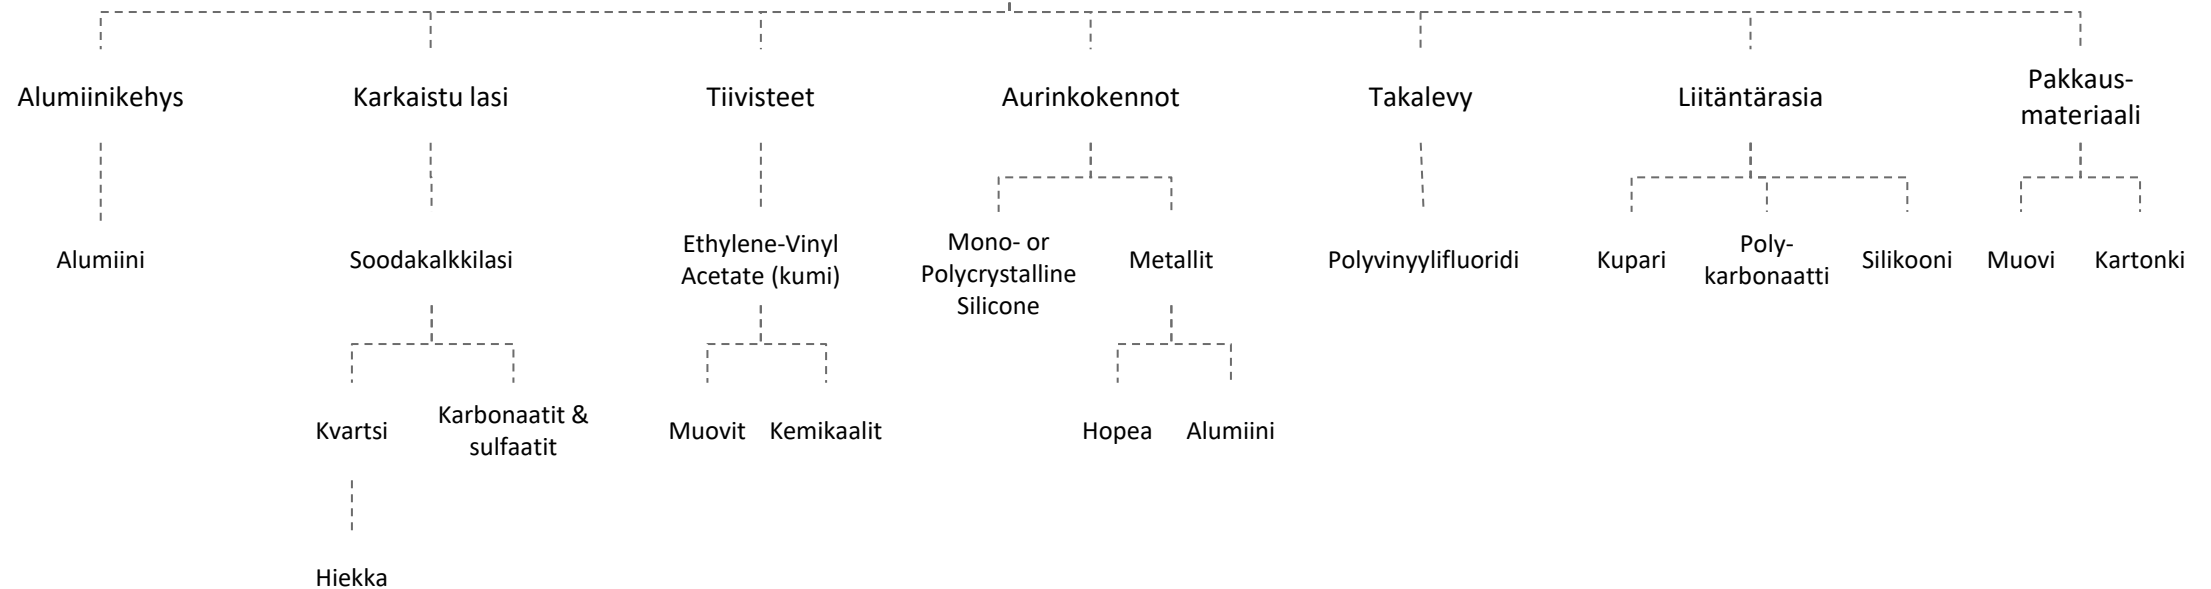 Alumiinikehys
Karkaistu lasi
Tiivisteet
Aurinkokennot
Takalevy
Liitäntärasia
Pakkaus-
materiaali
Alumiini
Soodakalkkilasi
Ethylene-Vinyl
Acetate (kumi)
Mono- or
Polycrystalline
Silicone
Metallit
Polyvinyylifluoridi
Kupari
Poly-
karbonaatti
Silikooni
Muovi
Kartonki
Kvartsi
Karbonaatit &
sulfaatit
Muovit
Kemikaalit
Hopea
Alumiini
Hiekka